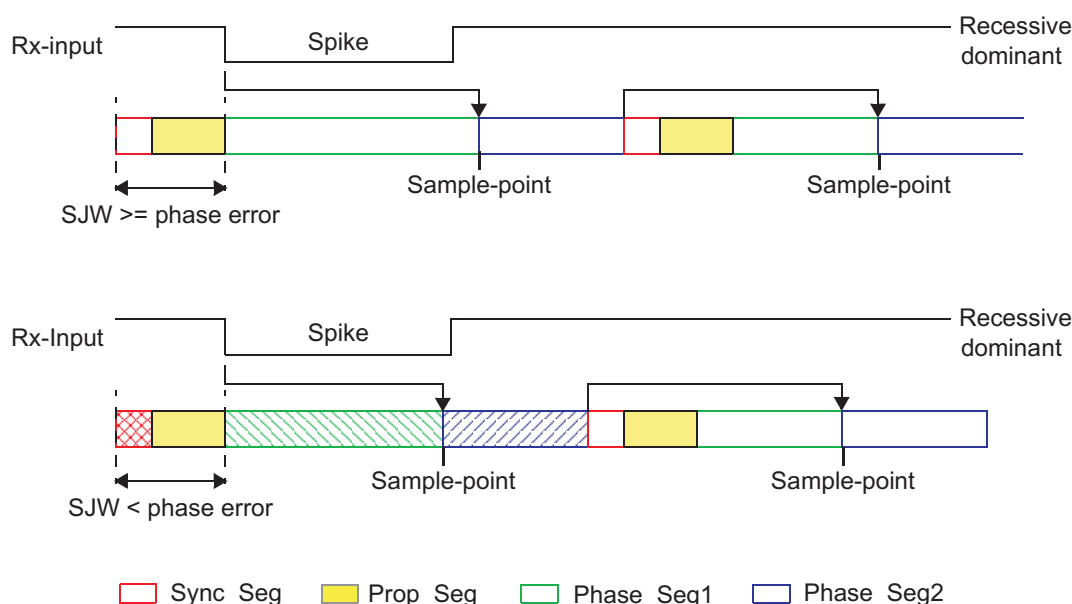 Rx-input
Spike
Recessive
dominant
Sample-point
Sample-point
SJW >= phase error
Rx-Input
Spike
Recessive
dominant
Sample-point
Sample-point
SJW < phase error
Sync_Seg
Prop_Seg
Phase_Seg1
Phase_Seg2